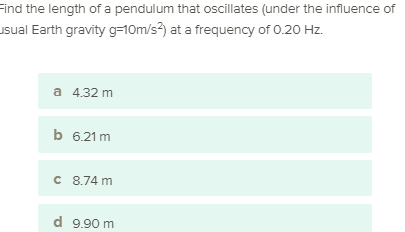 Find the length of a pendulum that oscillates (under the influence of
usual Earth gravity g=10m/s²) at a frequency of 0.20 Hz.
a 4.32 m
b 6.21 m
c 8.74 m
d 9.90 m